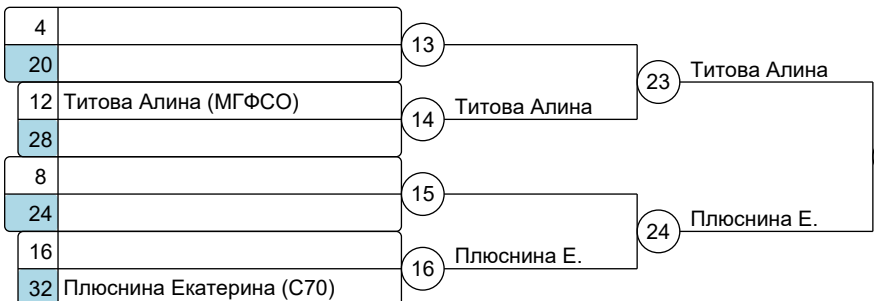 4
13
20
23 Титова Алина
12 Титова Алина (МГФСО)
14 Титова Алина
28
8
15
24
24 Плюснина Е.
16
16 Плюснина Е.
32 Плюснина Екатерина (С70)